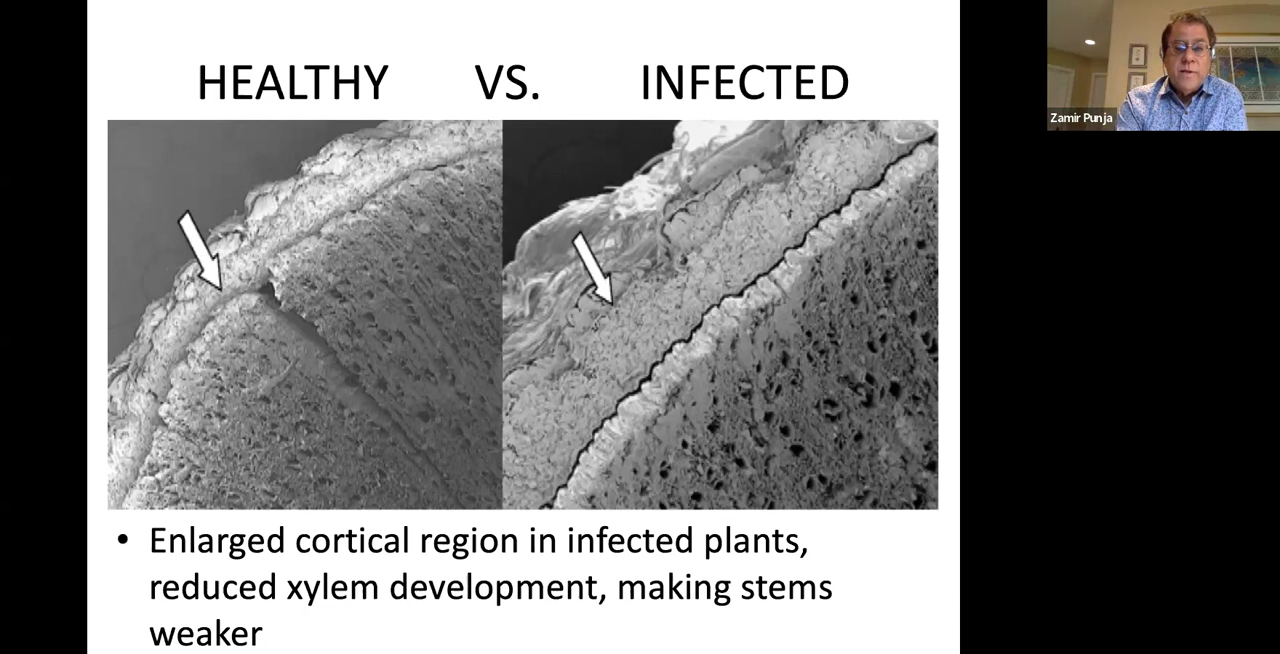 HEALTHY VS. INFECTED
Zamir Punja
• Enlarged cortical region in infected plants,
reduced xylem development, making stems
weaker